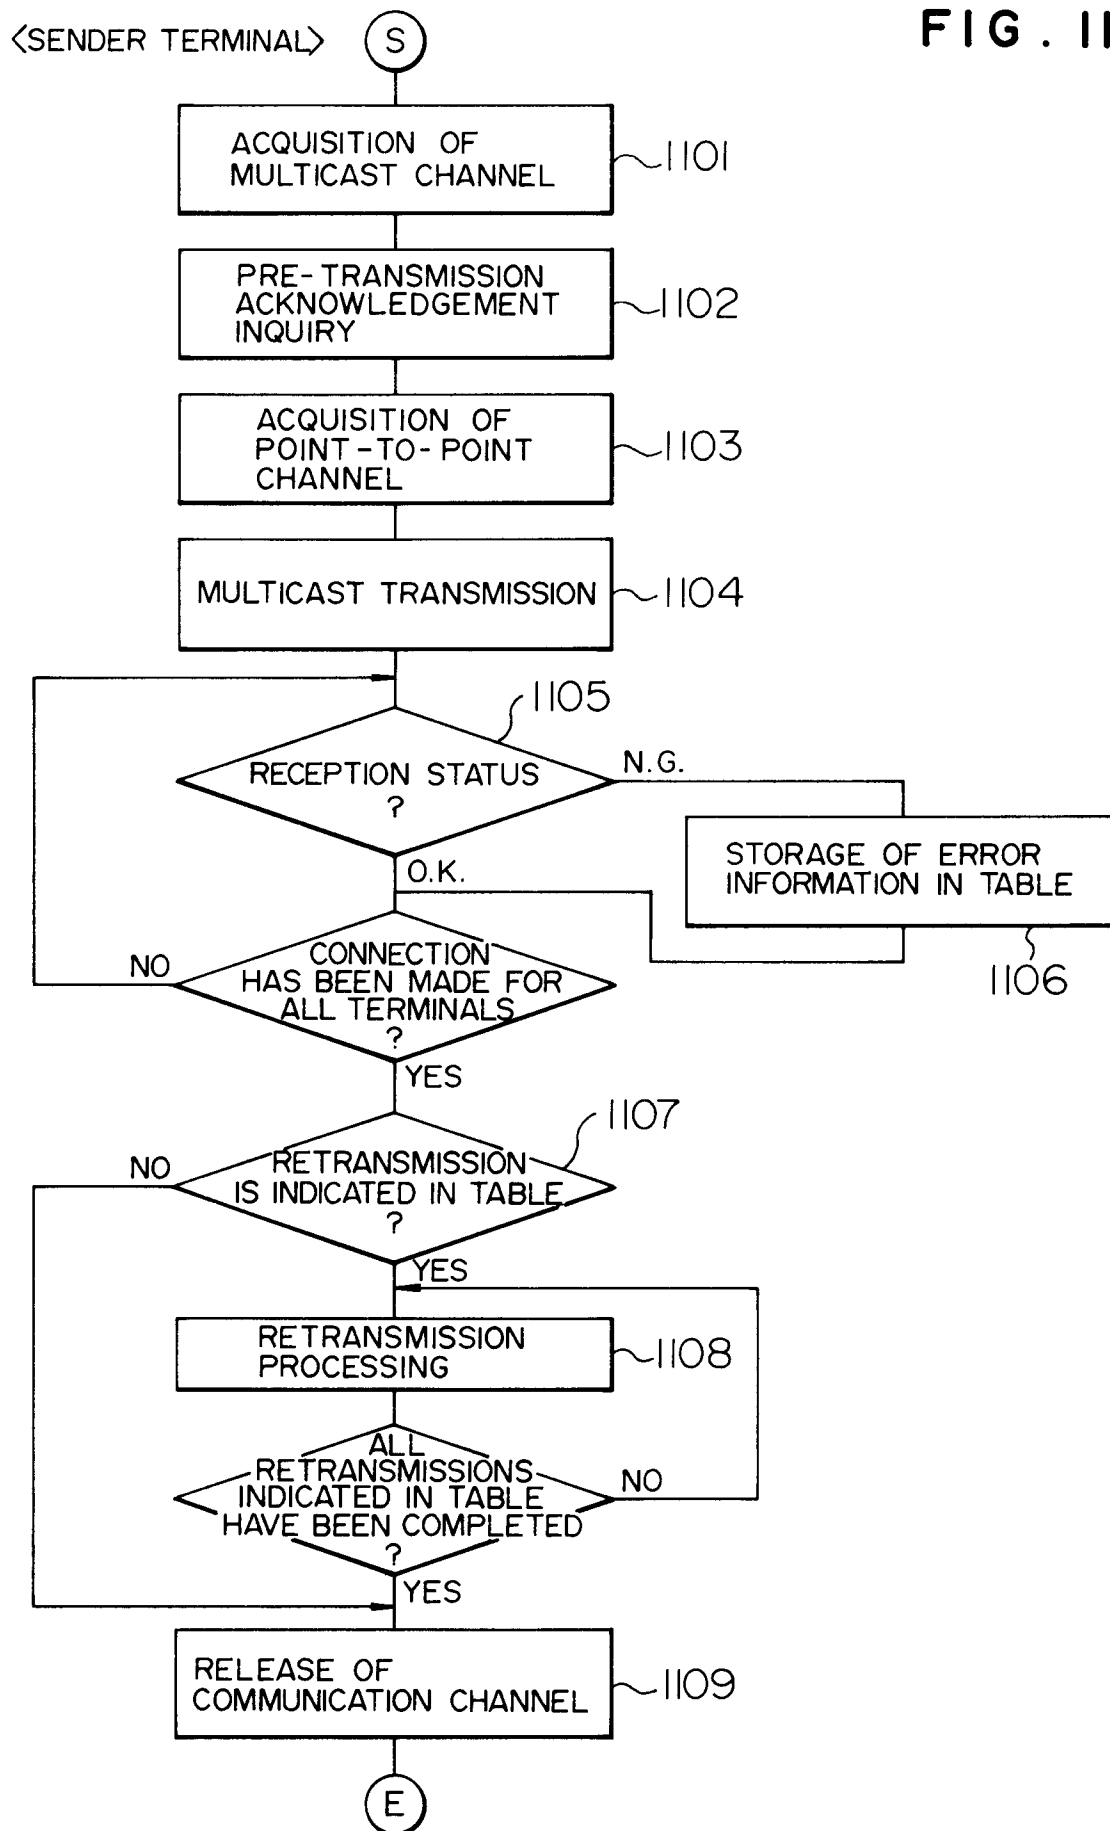 <SENDER TERMINAL>
S
FIG. 11
ACQUISITION OF
MULTICAST CHANNEL
1101
PRE-TRANSMISSION
ACKNOWLEDGEMENT
INQUIRY
1102
ACQUISITION OF
POINT-TO-POINT
CHANNEL
1103
MULTICAST TRANSMISSION
1104
1105
RECEPTION STATUS
?
N.G.
STORAGE OF ERROR
INFORMATION IN TABLE
1106
O.K.
CONNECTION
HAS BEEN MADE FOR
ALL TERMINALS
?
NO
YES
1107
RETRANSMISSION
IS INDICATED IN TABLE
?
NO
YES
RETRANSMISSION
PROCESSING
1108
ALL
RETRANSMISSIONS
INDICATED IN TABLE
HAVE BEEN COMPLETED
?
NO
YES
RELEASE OF
COMMUNICATION CHANNEL
1109
E